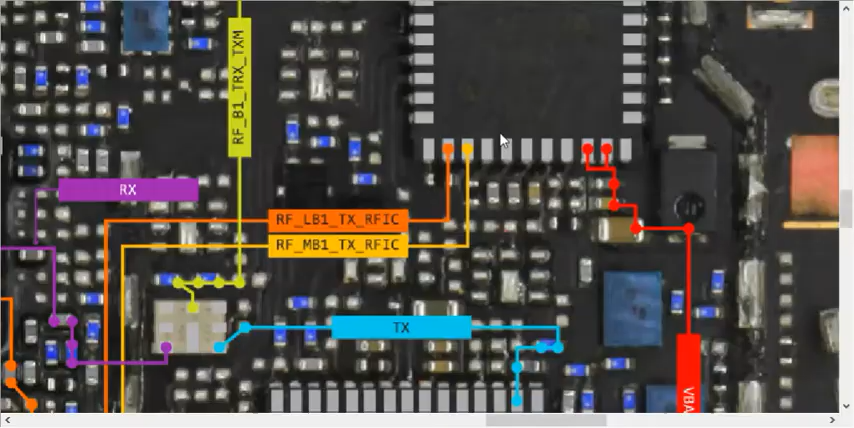 RF_B1_TRX_TXM
RX
RF_LB1_TX_RFIC
RF_MB1_TX_RFIC
TX
VBA